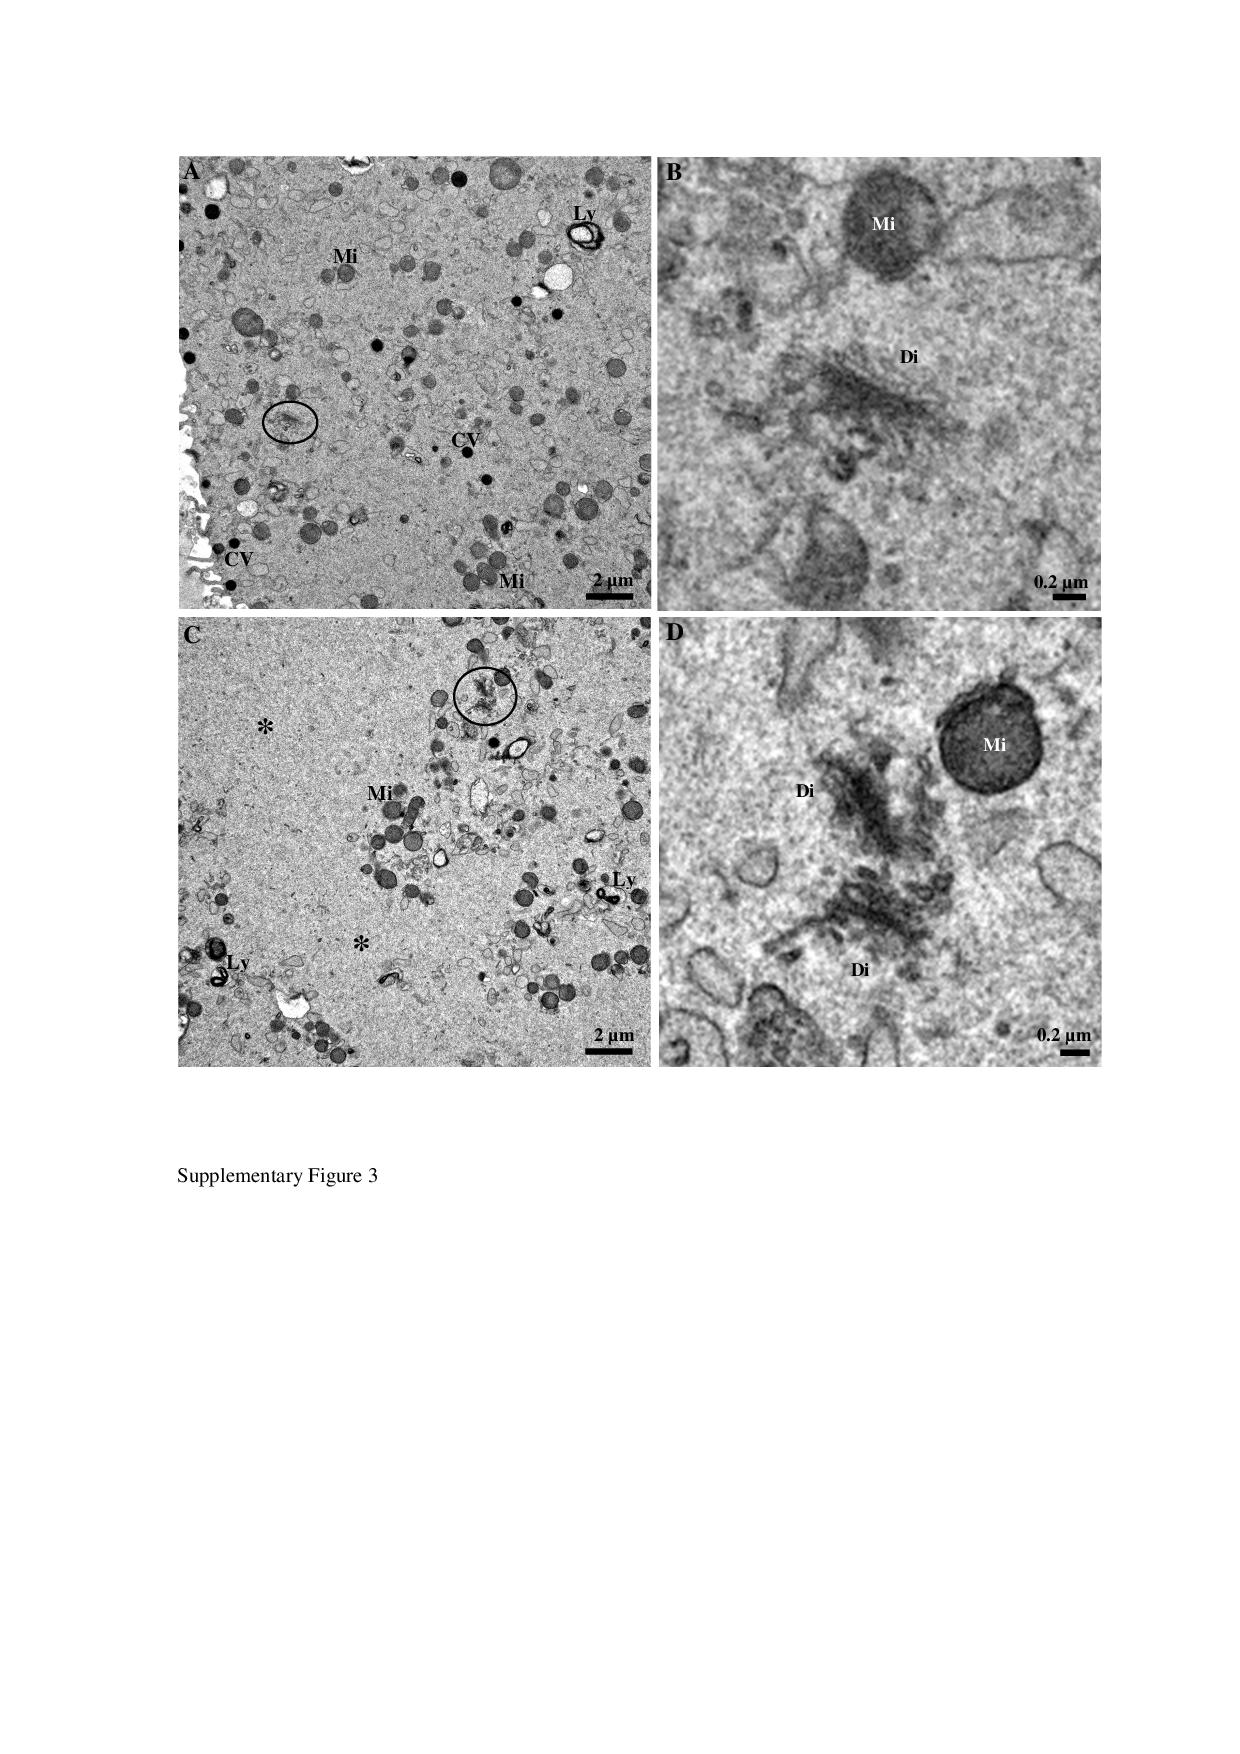 A
Ly
Mi
CV
CV
Mi
2 µm
B
Mi
Di
0.2 µm
C
*
Mi
Ly
*
Ly
2 µm
D
Mi
Di
Di
0.2 µm
Supplementary Figure 3